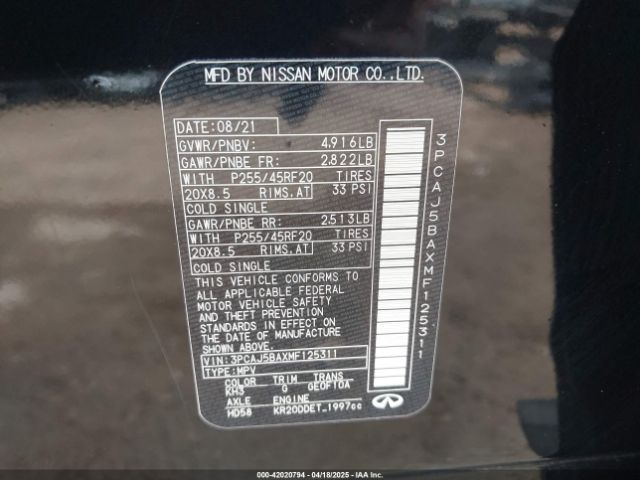 MFD BY NISSAN MOTOR CO., LTD.
DATE: 08/21
GVWR/PNBV: 4,916LB
GAWR/PNBE FR: 2,822LB
WITH P255/45RF20 TIRES
20X8.5 RIMS, AT 33 PSI
COLD SINGLE
GAWR/PNBE RR: 2,513LB
WITH P255/45RF20 TIRES
20X8.5 RIMS, AT 33 PSI
COLD SINGLE
THIS VEHICLE CONFORMS TO
ALL APPLICABLE FEDERAL
MOTOR VEHICLE SAFETY
AND THEFT PREVENTION
STANDARDS IN EFFECT ON
THE DATE OF MANUFACTURE
SHOWN ABOVE.
VIN: 3PCAJ5BAXMF125311
TYPE: MPV
COLOR TRIM TRANS
KH3 G GE0F10A
AXLE ENGINE
HD58 KR20DDET 1997cc
3PCAJ5BAXMF125311
000-42020794 - 04/18/2025 - IAAI.COM